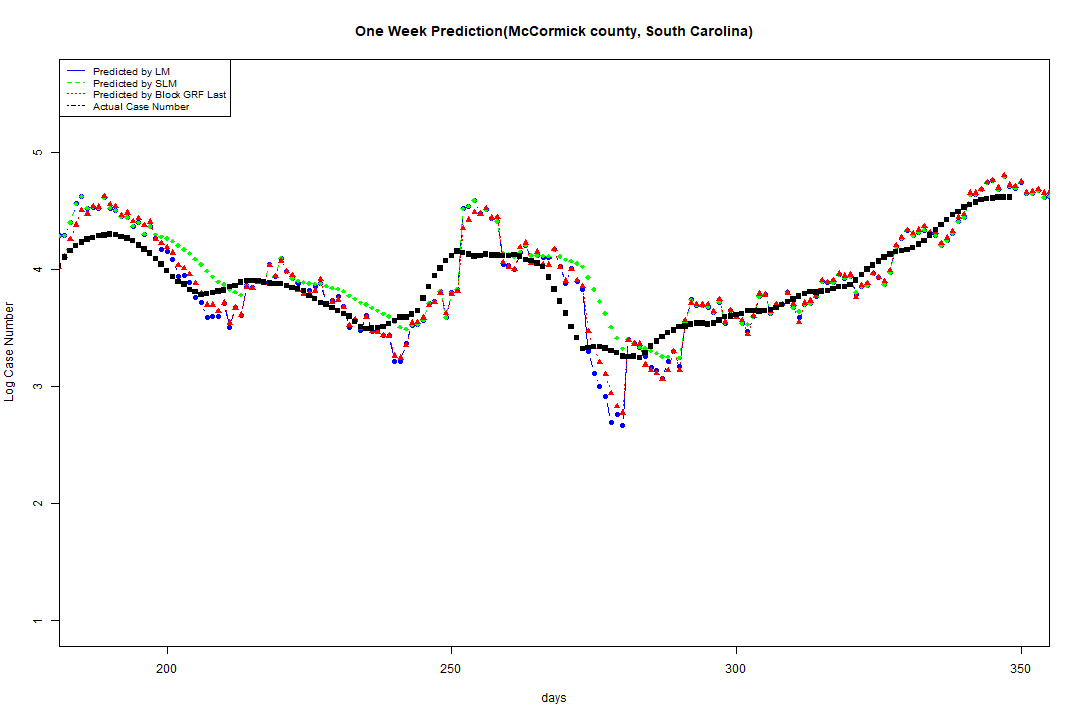 One Week Prediction(McCormick county, South Carolina)
Predicted by LM
Predicted by SLM
Predicted by Block GRF Last
Actual Case Number
5
4
3
2
1
Log Case Number
200
250
300
350
days